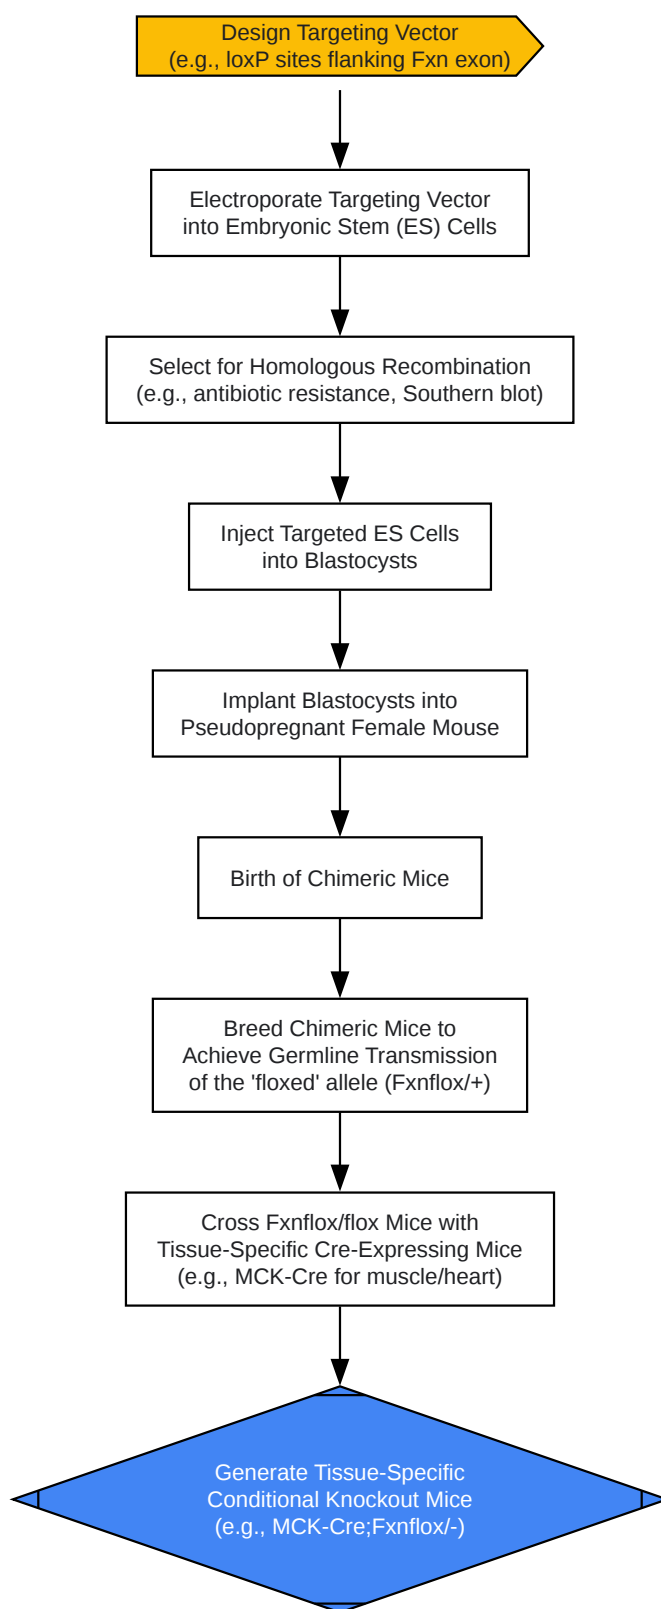 Design Targeting Vector
(e.g., loxP sites flanking Fxn exon)
Electroporate Targeting Vector
into Embryonic Stem (ES) Cells
Select for Homologous Recombination
(e.g., antibiotic resistance, Southern blot)
Inject Targeted ES Cells
into Blastocysts
Implant Blastocysts into
Pseudopregnant Female Mouse
Birth of Chimeric Mice
Breed Chimeric Mice to
Achieve Germline Transmission
of the 'floxed' allele (Fxnflox/+)
Cross Fxnflox/flox Mice with
Tissue-Specific Cre-Expressing Mice
(e.g., MCK-Cre for muscle/heart)
Generate Tissue-Specific
Conditional Knockout Mice
(e.g., MCK-Cre;Fxnflox/-)